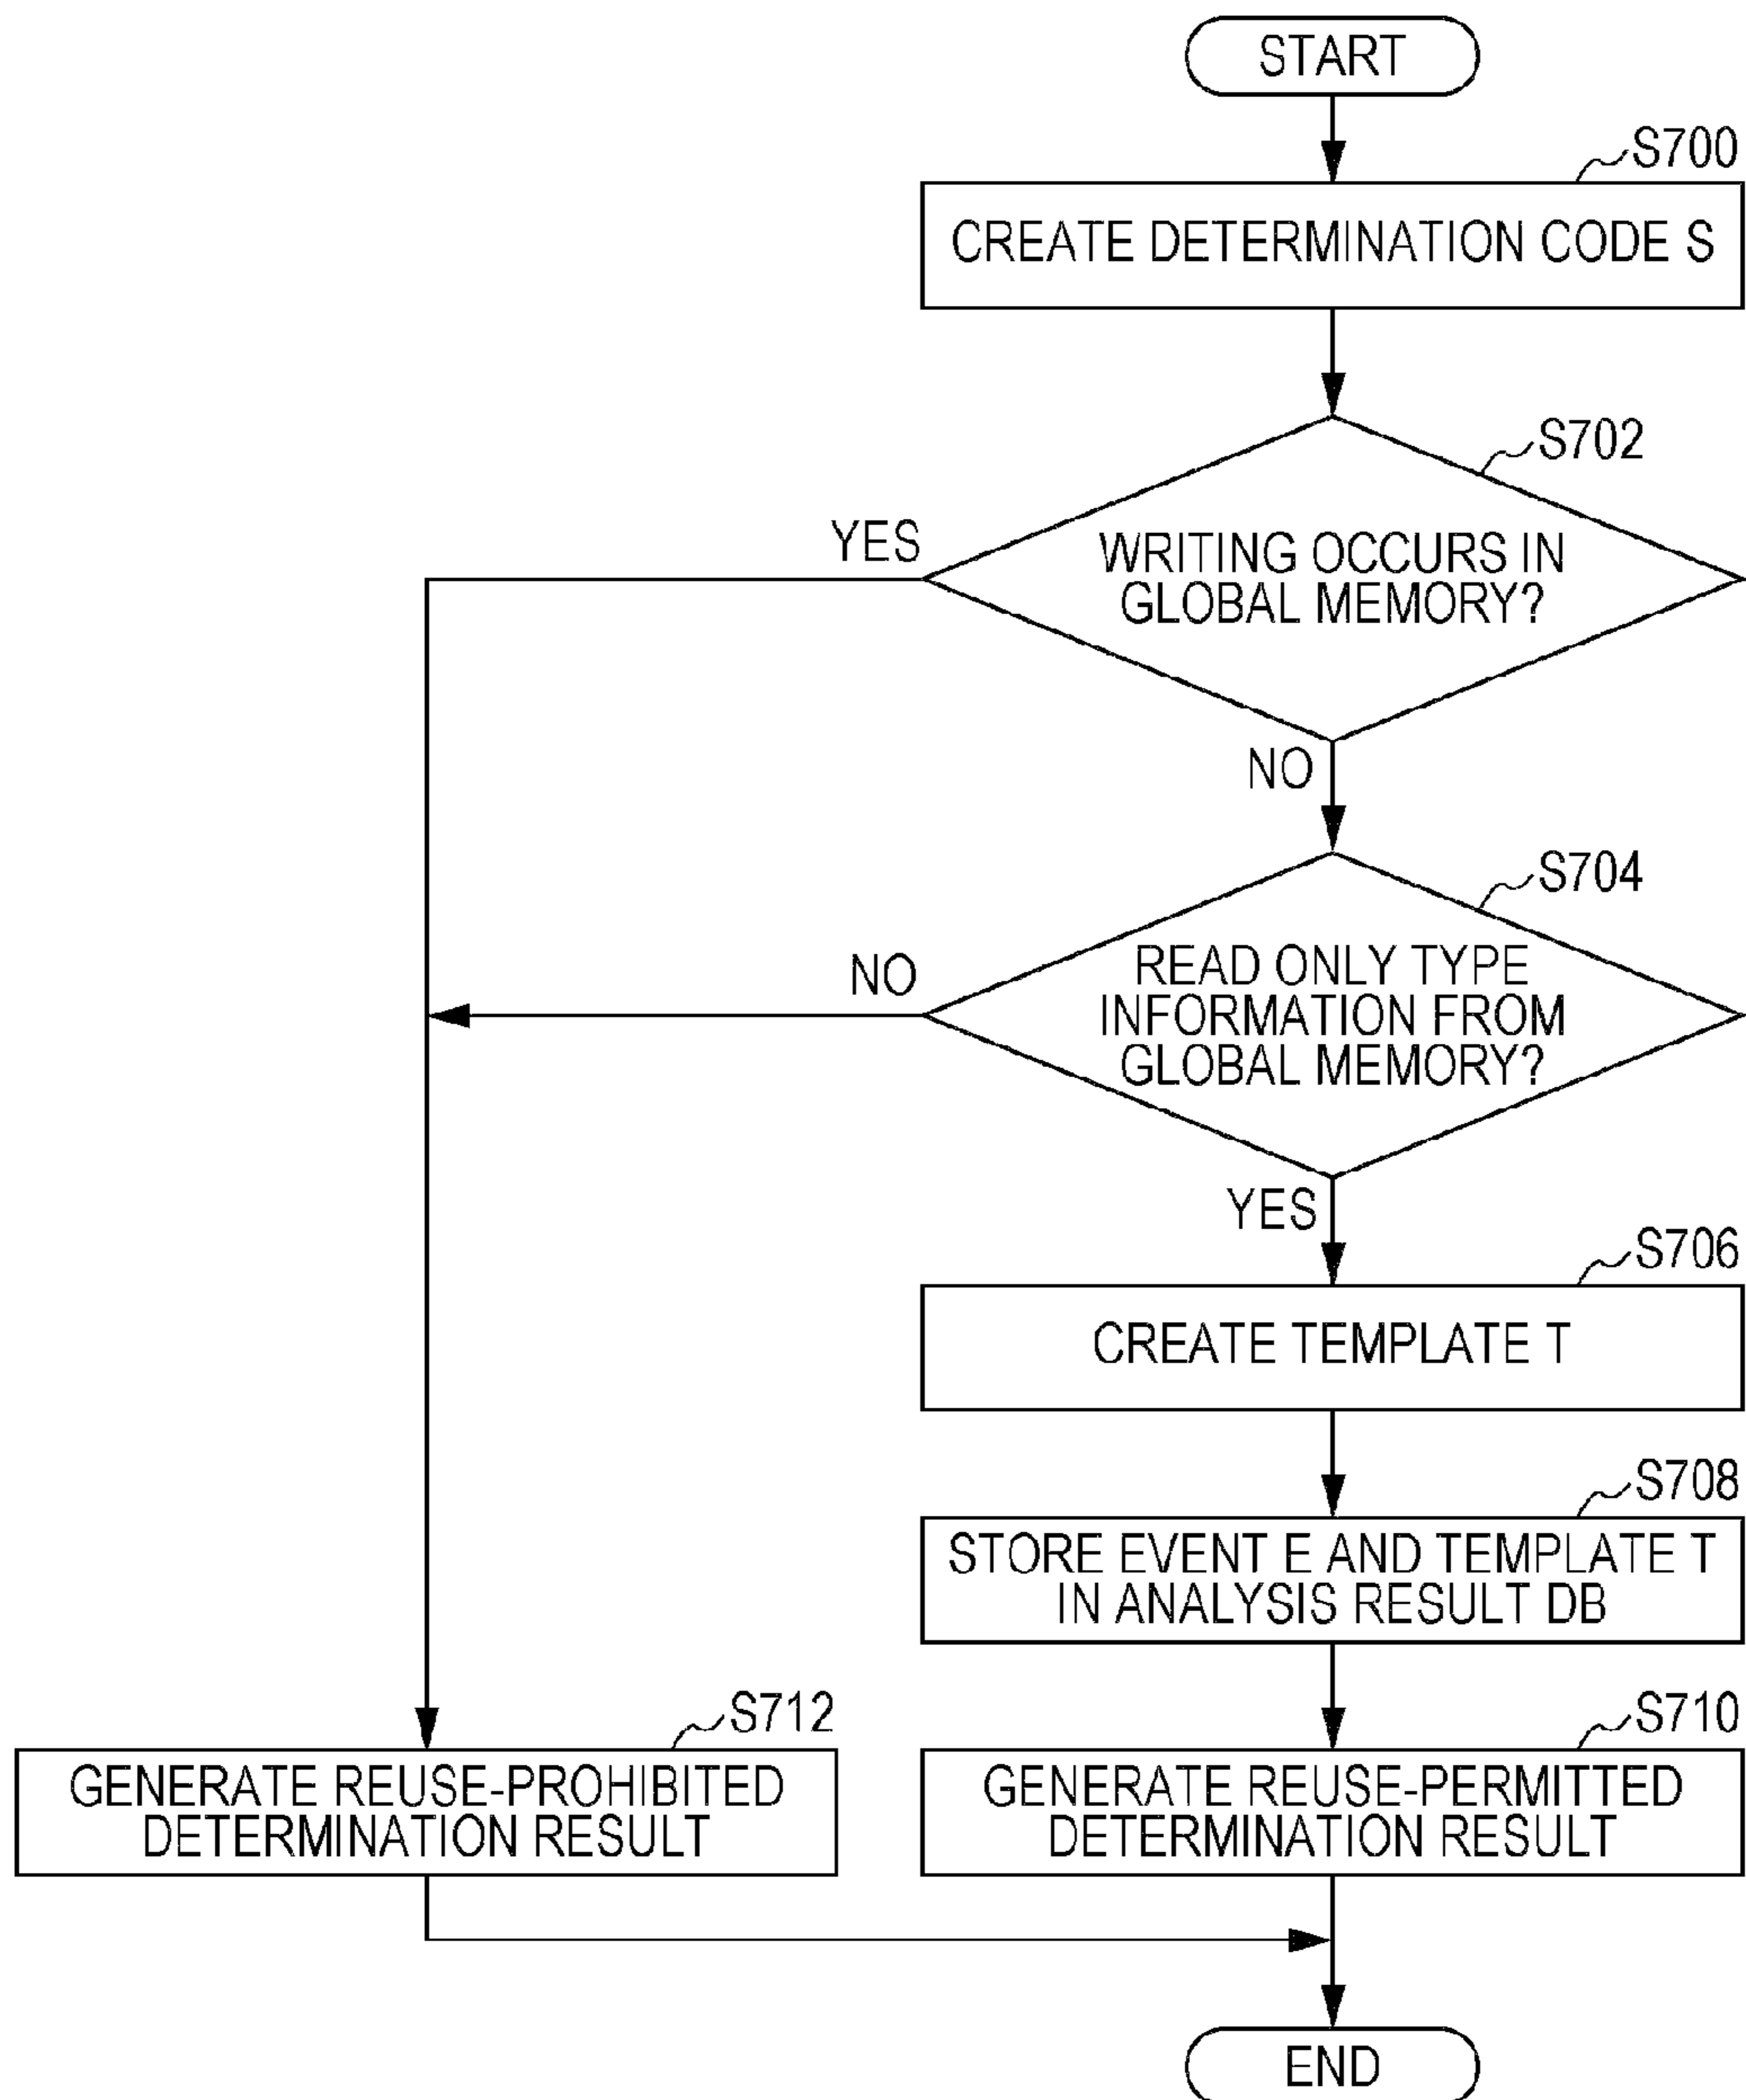 START
S700
CREATE DETERMINATION CODE S
S702
YES
WRITING OCCURS IN
GLOBAL MEMORY?
NO
S704
NO
READ ONLY TYPE
INFORMATION FROM
GLOBAL MEMORY?
YES
S706
CREATE TEMPLATE T
S708
STORE EVENT E AND TEMPLATE T
IN ANALYSIS RESULT DB
S712
GENERATE REUSE-PROHIBITED
DETERMINATION RESULT
S710
GENERATE REUSE-PERMITTED
DETERMINATION RESULT
END